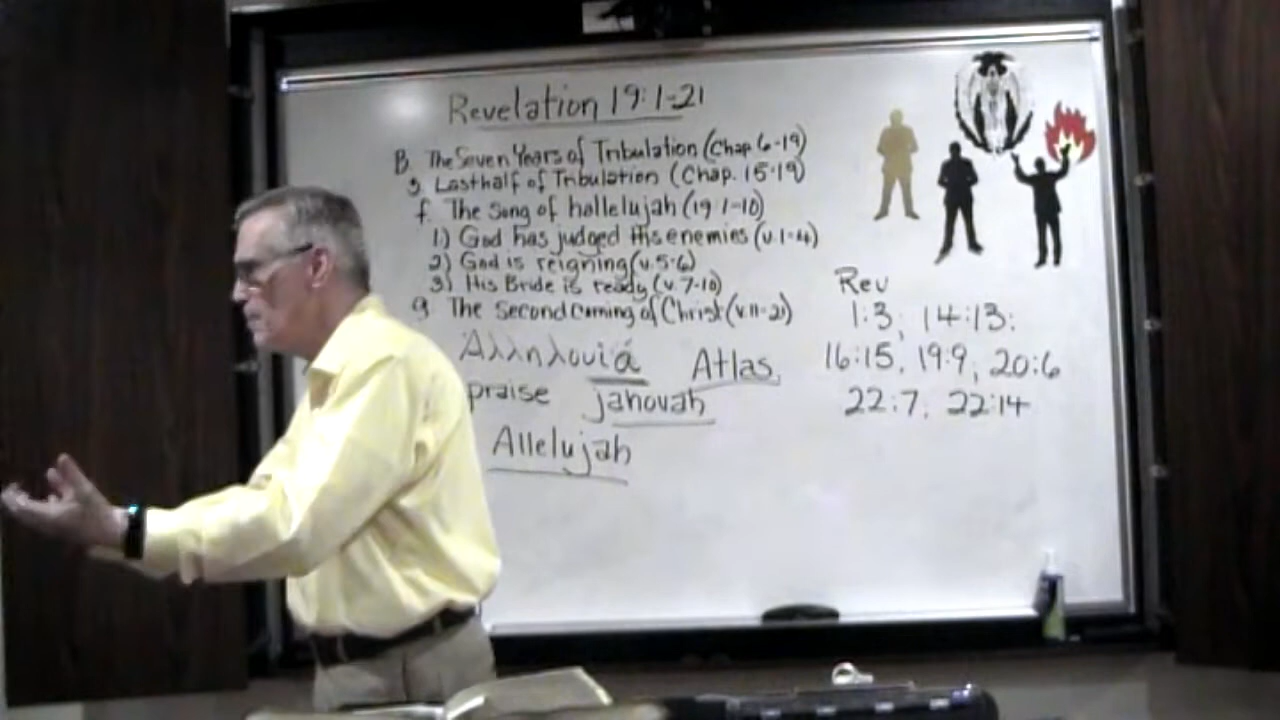 Revelation 19:1-21
B. The Seven Years of Tribulation (Chap 6-19)
3. Last half of Tribulation (Chap. 15-19)
f. The Song of hallelujah (19:1-10)
1.) God has judged His enemies (v.1-4)
2) God is reigning (v.5-6)
3) His Bride is ready (v.7-10)
g The Second coming of Christ (v.11-21)
Ἁλληλουϊά Atlas
praise jahovah
Allelujah
Rev
1:3; 14:13;
16:15, 19:9, 20:6
22:7; 22:14